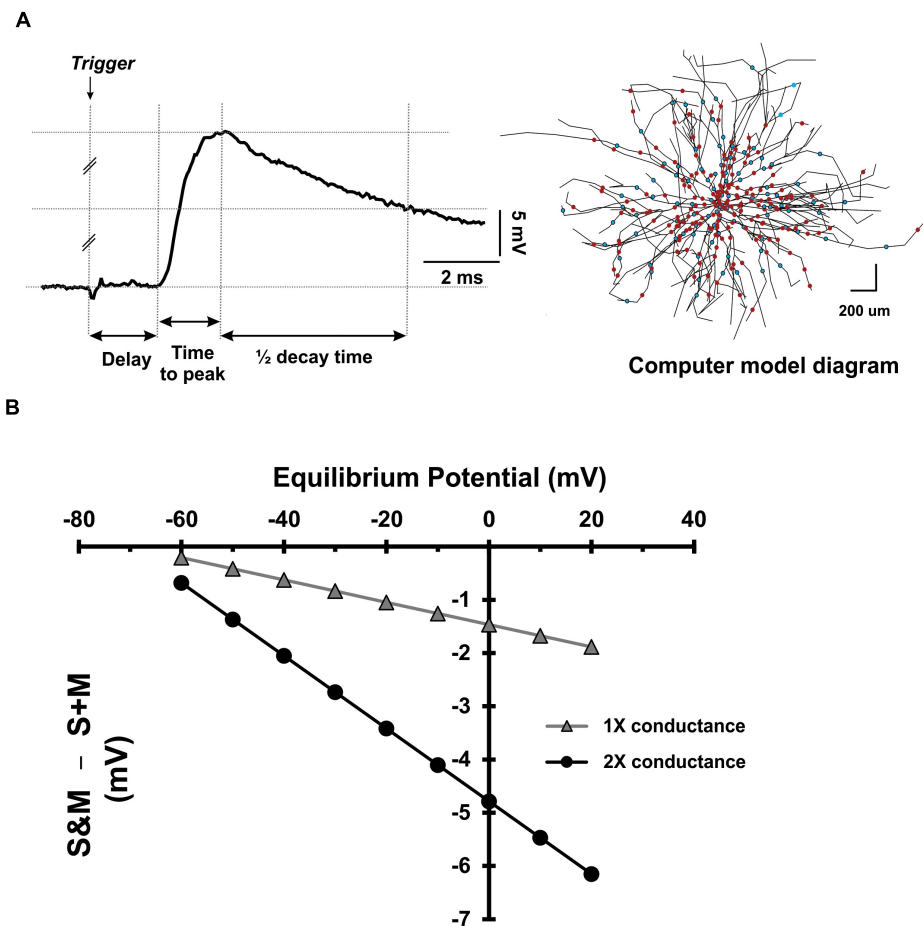 A
Trigger
5 mV
2 ms
Delay
Time
to peak
½ decay time
200 um
Computer model diagram
B
Equilibrium Potential (mV)
-80 -60 -40 -20 0 20 40
-1
-2
-3
-4
-5
-6
-7
S&M – S+M
(mV)
1X conductance
2X conductance